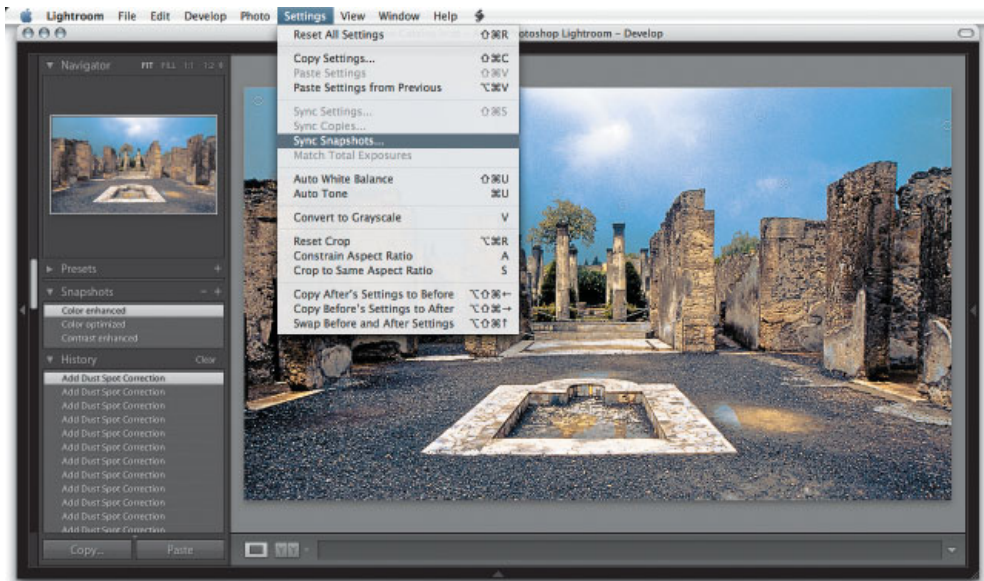 Lightroom File Edit Develop Photo Settings View Window Help
otoshop Lightroom – Develop
Reset All Settings ⇧⌘R
Copy Settings... ⇧⌘C
Paste Settings ⇧⌘V
Paste Settings from Previous ⌥⌘V
Sync Settings... ⇧⌘S
Sync Copies...
Sync Snapshots...
Match Total Exposures
Auto White Balance ⇧⌘U
Auto Tone ⌘U
Convert to Grayscale V
Reset Crop ⌥⌘R
Constrain Aspect Ratio A
Crop to Same Aspect Ratio S
Copy After's Settings to Before ⌥⇧⌘←
Copy Before's Settings to After ⌥⇧⌘→
Swap Before and After Settings ⌥⇧⌘↑
Navigator FIT FILL 1:1
Presets +
Snapshots – +
Color enhanced
Color optimized
Contrast enhanced
History Clear
Add Dust Spot Correction
Add Dust Spot Correction
Add Dust Spot Correction
Add Dust Spot Correction
Add Dust Spot Correction
Add Dust Spot Correction
Add Dust Spot Correction
Add Dust Spot Correction
Add Dust Spot Correction
Add Dust Spot Correction
Add Dust Spot Correction
Add Dust Spot Correction
Copy... Paste